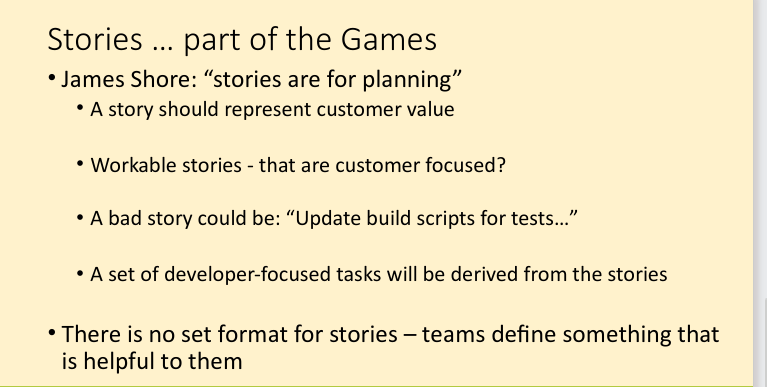 Stories … part of the Games
• James Shore: “stories are for planning”
• A story should represent customer value
• Workable stories - that are customer focused?
• A bad story could be: “Update build scripts for tests…”
• A set of developer-focused tasks will be derived from the stories
• There is no set format for stories – teams define something that
is helpful to them